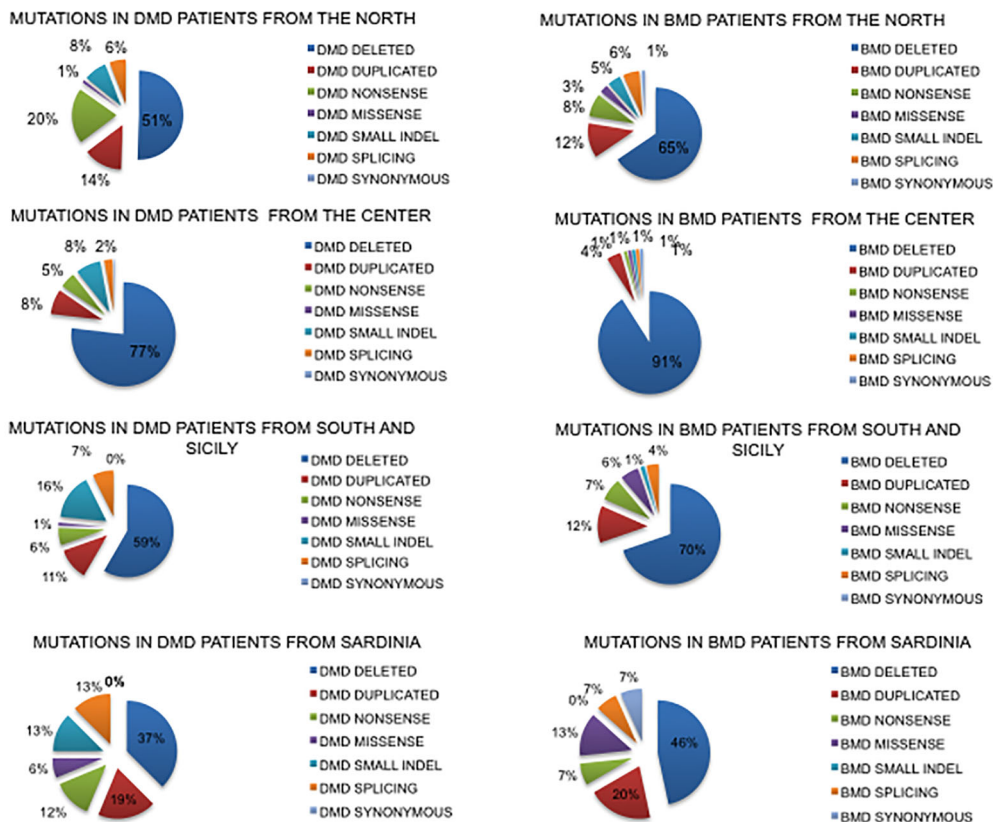 MUTATIONS IN DMD PATIENTS FROM THE NORTH
8%
6%
1%
20%
51%
14%
DMD DELETED
DMD DUPLICATED
DMD NONSENSE
DMD MISSENSE
DMD SMALL INDEL
DMD SPLICING
DMD SYNONYMOUS
MUTATIONS IN BMD PATIENTS FROM THE NORTH
6%
1%
5%
3%
8%
12%
65%
BMD DELETED
BMD DUPLICATED
BMD NONSENSE
BMD MISSENSE
BMD SMALL INDEL
BMD SPLICING
BMD SYNONYMOUS
MUTATIONS IN DMD PATIENTS FROM THE CENTER
8%
2%
5%
8%
77%
DMD DELETED
DMD DUPLICATED
DMD NONSENSE
DMD MISSENSE
DMD SMALL INDEL
DMD SPLICING
DMD SYNONYMOUS
MUTATIONS IN BMD PATIENTS FROM THE CENTER
4%
1%
1%
1%
1%
1%
91%
BMD DELETED
BMD DUPLICATED
BMD NONSENSE
BMD MISSENSE
BMD SMALL INDEL
BMD SPLICING
BMD SYNONYMOUS
MUTATIONS IN DMD PATIENTS FROM SOUTH AND
SICILY
7%
0%
16%
1%
6%
11%
59%
DMD DELETED
DMD DUPLICATED
DMD NONSENSE
DMD MISSENSE
DMD SMALL INDEL
DMD SPLICING
DMD SYNONYMOUS
MUTATIONS IN BMD PATIENTS FROM SOUTH AND
SICILY
6%
1%
4%
7%
12%
70%
BMD DELETED
BMD DUPLICATED
BMD NONSENSE
BMD MISSENSE
BMD SMALL INDEL
BMD SPLICING
BMD SYNONYMOUS
MUTATIONS IN DMD PATIENTS FROM SARDINIA
13%
0%
13%
6%
12%
19%
37%
DMD DELETED
DMD DUPLICATED
DMD NONSENSE
DMD MISSENSE
DMD SMALL INDEL
DMD SPLICING
DMD SYNONYMOUS
MUTATIONS IN BMD PATIENTS FROM SARDINIA
7%
7%
0%
13%
7%
20%
46%
BMD DELETED
BMD DUPLICATED
BMD NONSENSE
BMD MISSENSE
BMD SMALL INDEL
BMD SPLICING
BMD SYNONYMOUS